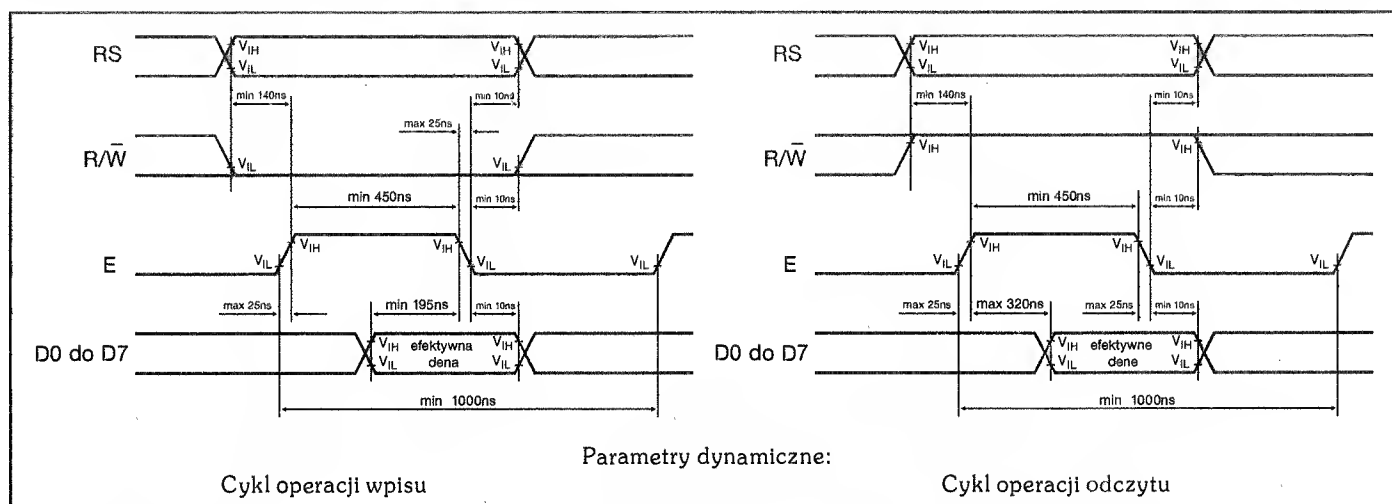 RS
VIH
VIL
VIH
VIL
min 140ns
min 10ns
max 25ns
R/W̅
VIL
VIL
min 450ns
min 10ns
E
VIL
VIH
VIH
VIL
VIL
max 25ns
min 195ns
min 10ns
D0 do D7
VIH
VIL
efektywna
dena
VIH
VIL
min 1000ns
Cykl operacji wpisu
RS
VIH
VIL
VIH
VIL
min 140ns
min 10ns
R/W̅
VIH
VIH
min 450ns
min 10ns
E
VIL
VIH
VIH
VIL
VIL
max 25ns
max 320ns
max 25ns
min 10ns
D0 do D7
VIH
VIL
efektywne
dene
VIH
VIL
min 1000ns
Parametry dynamiczne:
Cykl operacji odczytu